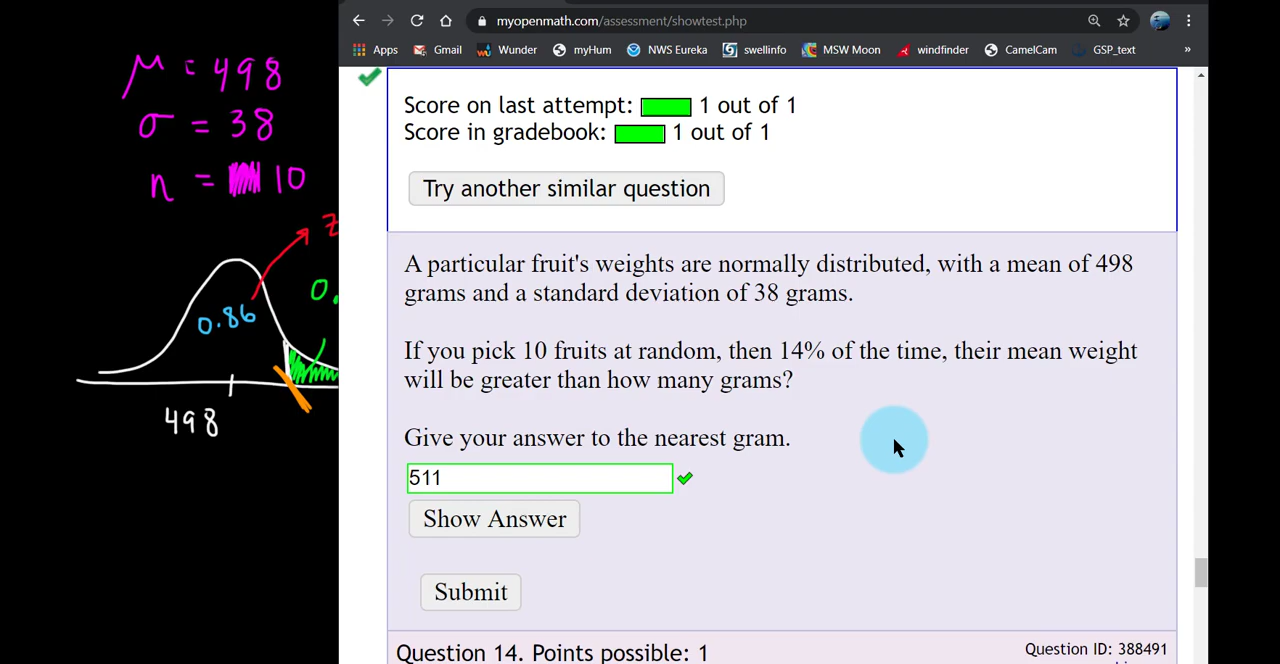 myopenmath.com/assessment/showtest.php
Apps Gmail Wunder myHum NWS Eureka swellinfo MSW Moon windfinder CamelCam GSP_text »
μ = 498
σ = 38
n = 10
Z
0.
0.86
498
Score on last attempt: 1 out of 1
Score in gradebook: 1 out of 1
Try another similar question
A particular fruit's weights are normally distributed, with a mean of 498
grams and a standard deviation of 38 grams.
If you pick 10 fruits at random, then 14% of the time, their mean weight
will be greater than how many grams?
Give your answer to the nearest gram.
511
Show Answer
Submit
Question 14. Points possible: 1
Question ID: 388491